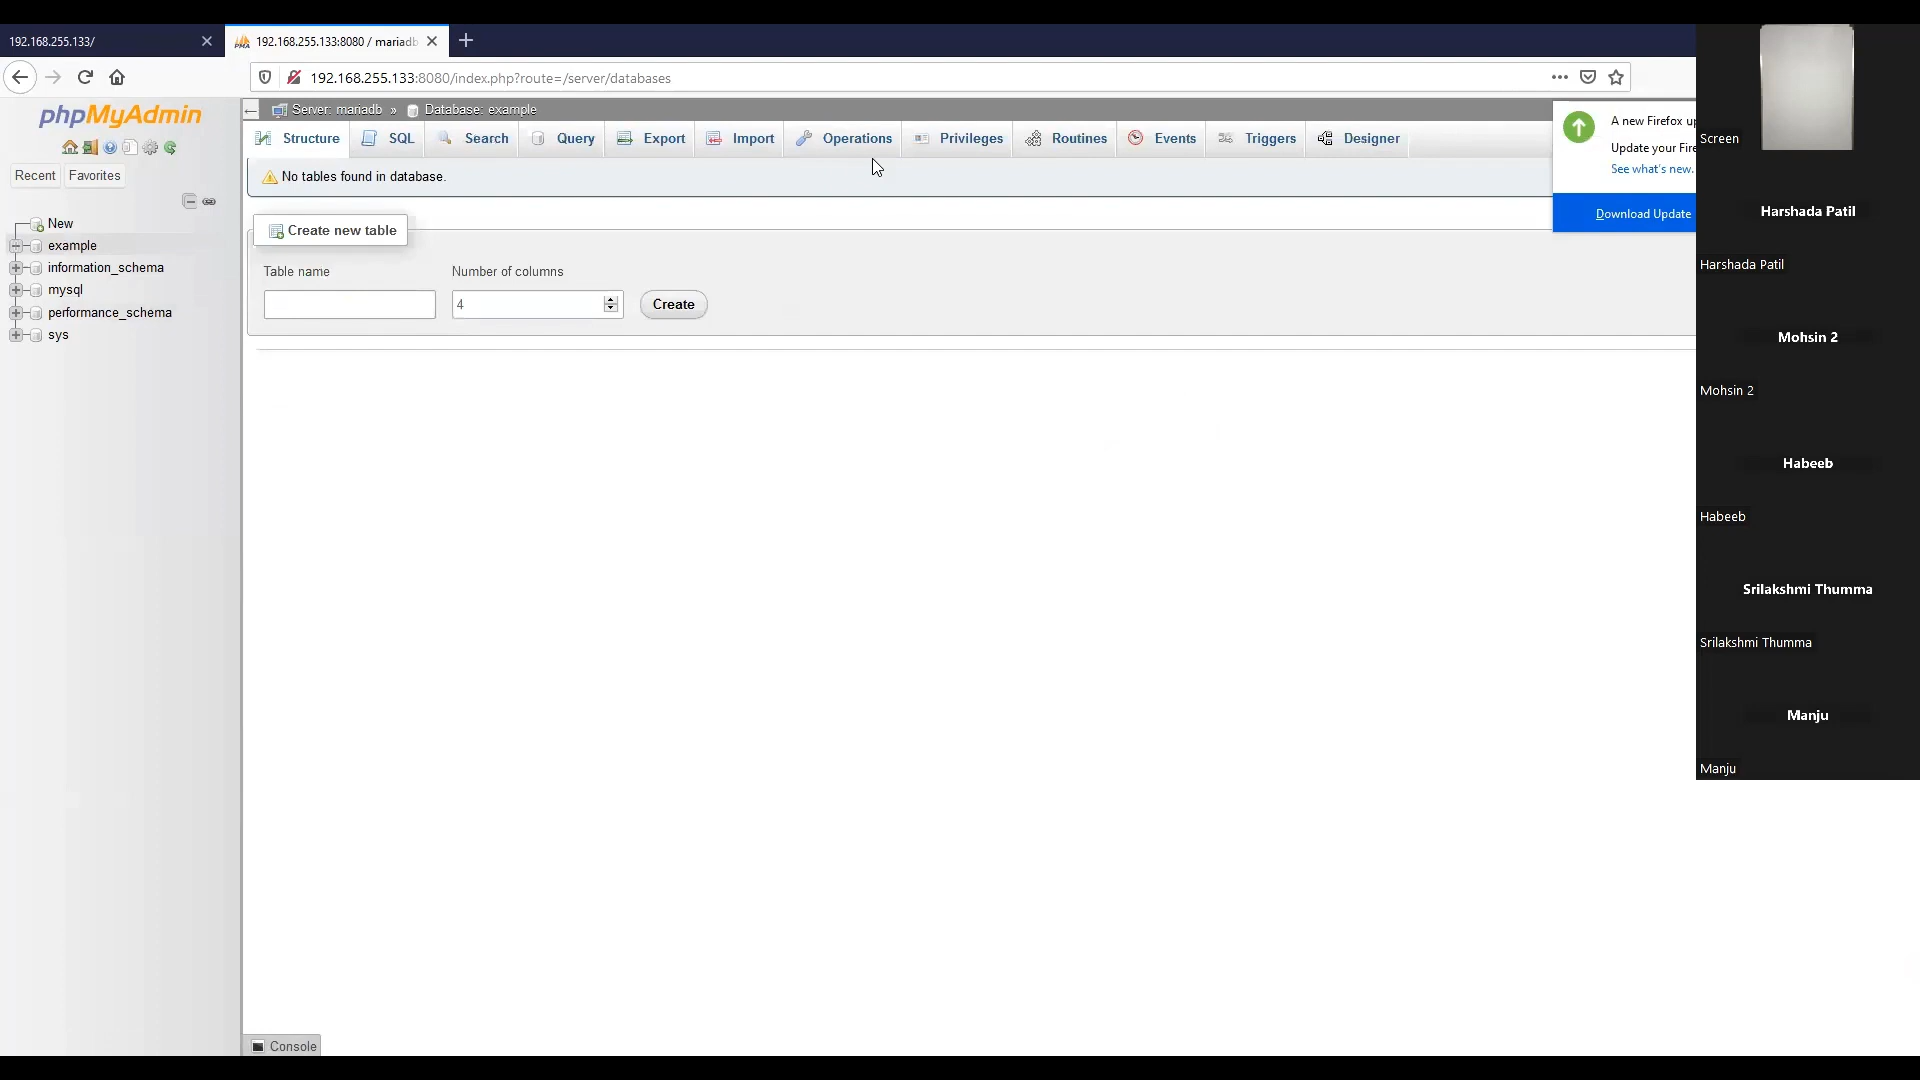 192.168.255.133/
192.168.255.133:8080 / mariadb
192.168.255.133:8080/index.php?route=/server/databases
phpMyAdmin
Recent
Favorites
New
example
information_schema
mysql
performance_schema
sys
Server: mariadb » Database: example
Structure
SQL
Search
Query
Export
Import
Operations
Privileges
Routines
Events
Triggers
Designer
No tables found in database.
Create new table
Table name
Number of columns
4
Create
Console
A new Firefox up
Update your Fire
See what's new.
Download Update
Screen
Harshada Patil
Harshada Patil
Mohsin 2
Mohsin 2
Habeeb
Habeeb
Srilakshmi Thumma
Srilakshmi Thumma
Manju
Manju